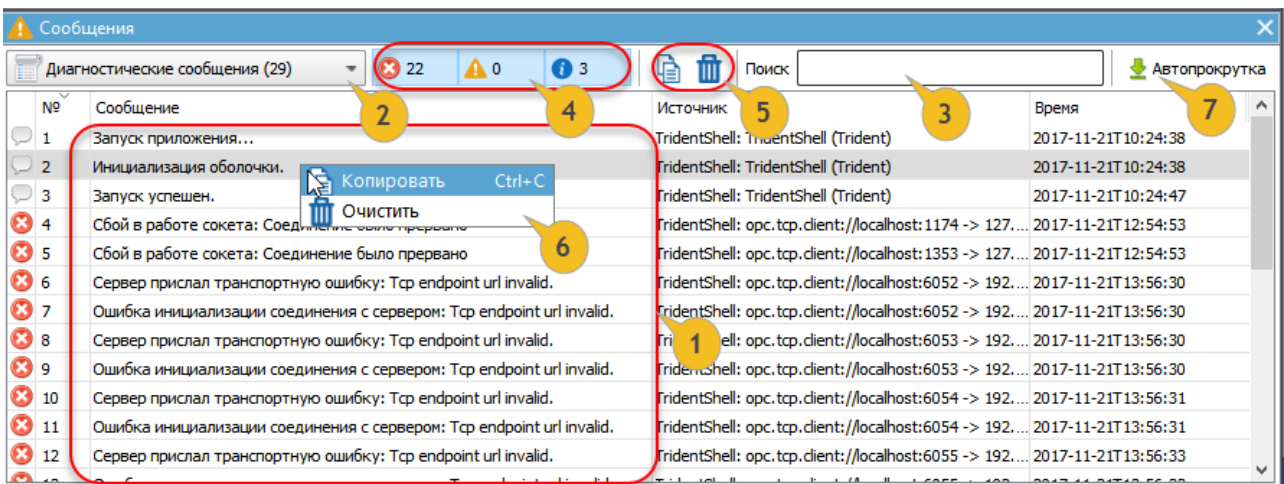 Сообщения
Диагностические сообщения (29) 22 0 3 Поиск Автопрокрутка
2 4 5 3 7
№ Сообщение Источник Время
1 Запуск приложения... TridentShell: TridentShell (Trident) 2017-11-21T10:24:38
2 Инициализация оболочки. TridentShell: TridentShell (Trident) 2017-11-21T10:24:38
Копировать Ctrl+C
3 Запуск успешен. TridentShell: TridentShell (Trident) 2017-11-21T10:24:47
Очистить
4 Сбой в работе сокета: Соединение было прервано TridentShell: opc.tcp.client://localhost:1174 -> 127.... 2017-11-21T12:54:53
6
5 Сбой в работе сокета: Соединение было прервано TridentShell: opc.tcp.client://localhost:1353 -> 127.... 2017-11-21T12:54:53
6 Сервер прислал транспортную ошибку: Tcp endpoint url invalid. TridentShell: opc.tcp.client://localhost:6052 -> 192.... 2017-11-21T13:56:30
7 Ошибка инициализации соединения с сервером: Tcp endpoint url invalid. TridentShell: opc.tcp.client://localhost:6052 -> 192.... 2017-11-21T13:56:30
1
8 Сервер прислал транспортную ошибку: Tcp endpoint url invalid. TridentShell: opc.tcp.client://localhost:6053 -> 192.... 2017-11-21T13:56:30
9 Ошибка инициализации соединения с сервером: Tcp endpoint url invalid. TridentShell: opc.tcp.client://localhost:6053 -> 192.... 2017-11-21T13:56:30
10 Сервер прислал транспортную ошибку: Tcp endpoint url invalid. TridentShell: opc.tcp.client://localhost:6054 -> 192.... 2017-11-21T13:56:31
11 Ошибка инициализации соединения с сервером: Tcp endpoint url invalid. TridentShell: opc.tcp.client://localhost:6054 -> 192.... 2017-11-21T13:56:31
12 Сервер прислал транспортную ошибку: Tcp endpoint url invalid. TridentShell: opc.tcp.client://localhost:6055 -> 192.... 2017-11-21T13:56:33